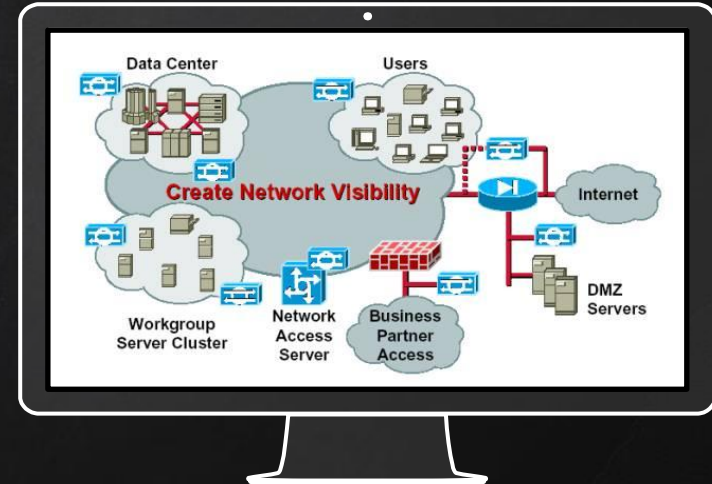 Data Center
Users
Create Network Visibility
Internet
DMZ
Servers
Workgroup
Server Cluster
Network
Access
Server
Business
Partner
Access